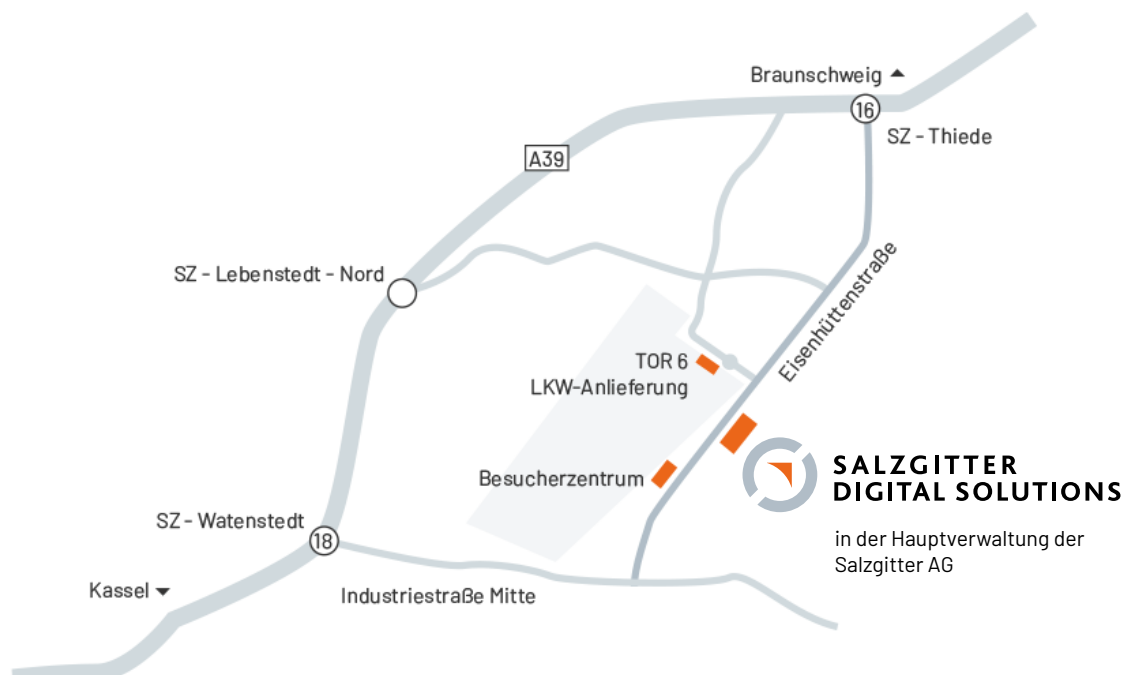 Braunschweig
16
SZ - Thiede
A39
SZ - Lebenstedt - Nord
Eisenhüttenstraße
TOR 6
LKW-Anlieferung
Besucherzentrum
SALZGITTER
DIGITAL SOLUTIONS
in der Hauptverwaltung der
Salzgitter AG
SZ - Watenstedt
18
Kassel
Industriestraße Mitte